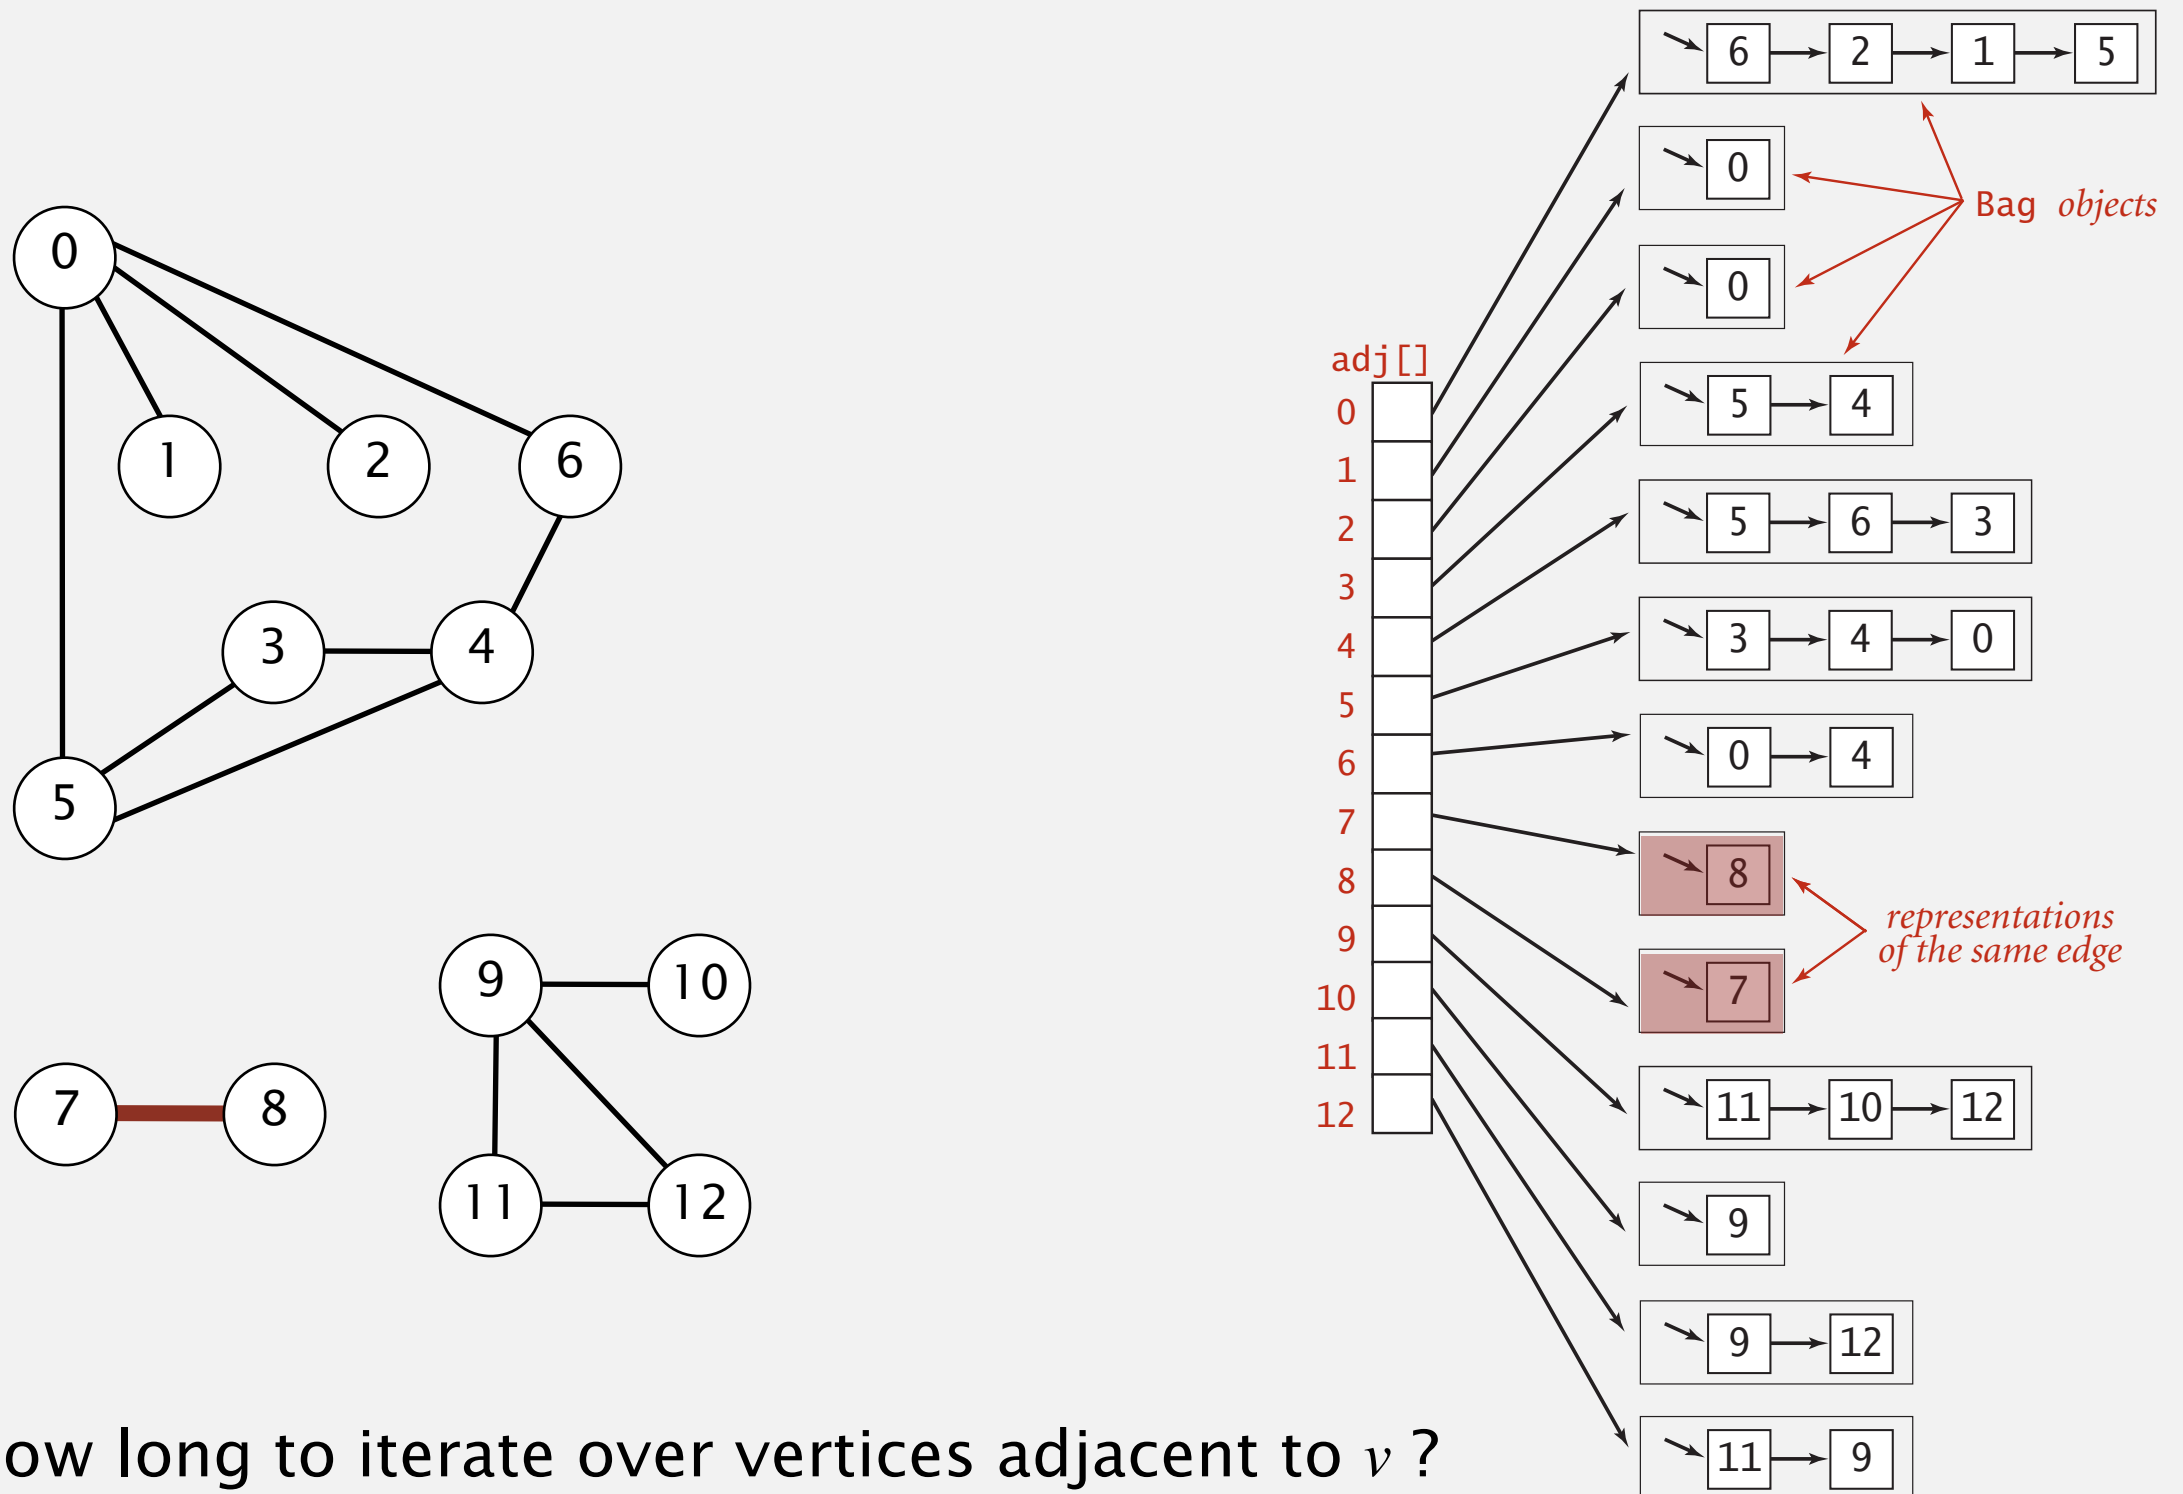 6 2 1 5
0
Bag objects
0
0
adj[]
5 4
0
1
1 2 6
2
5 6 3
3
3 4
4
3 4 0
5
0 4
6
5
7
8
8
representations
of the same edge
9
9 10
7
10
11
11 10 12
7 8
12
11 12
9
9 12
ow long to iterate over vertices adjacent to v ?
11 9